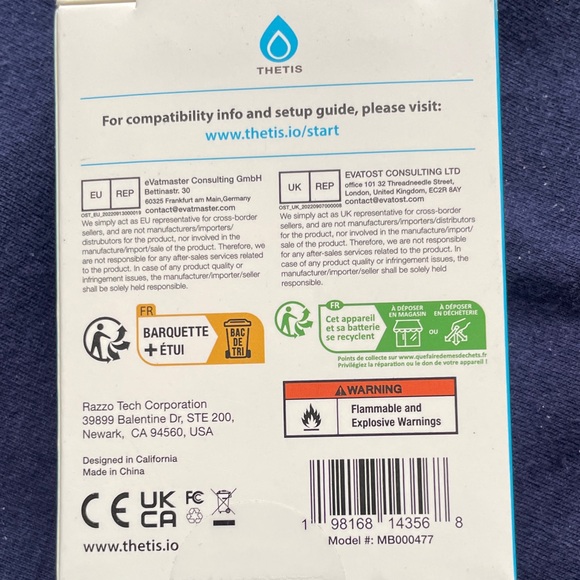 THETIS
For compatibility info and setup guide, please visit:
www.thetis.io/start
EU REP
eVatmaster Consulting GmbH
Bettinastr. 30
60325 Frankfurt am Main,Germany
contact@evatmaster.com
OST_EU_20220913000019
We simply act as EU representative for cross-border
sellers, and are not manufacturers/importers/
distributors for the product, nor involved in the
manufacture/import/sale of the product. Therefore, we
are not responsible for any after-sales services related
to the product. In case of any product quality or
infringement issues, the manufacturer/importer/seller
shall be solely held responsible.
UK REP
EVATOST CONSULTING LTD
office 101 32 Threadneedle Street,
London, United Kingdom, EC2R 8AY
contact@evatost.com
OST_UK_20220907000008
We simply act as UK representative for cross-border
sellers, and are not manufacturers/importers/distributors
for the product, nor involved in the manufacture/import/
sale of the product. Therefore, we are not responsible
for any after-sales services related to the product. In
case of any product quality or infringement issues, the
manufacturer/importer/seller shall be solely held
responsible.
FR
BARQUETTE
+ ÉTUI
BAC
DE
TRI
FR
Cet appareil
et sa batterie
se recyclent
À DÉPOSER
EN MAGASIN
OU
À DÉPOSER
EN DÉCHÈTERIE
Points de collecte sur www.quefairedemesdechets.fr
Privilégiez la réparation ou le don de votre appareil !
WARNING
Flammable and
Explosive Warnings
Razzo Tech Corporation
39899 Balentine Dr, STE 200,
Newark, CA 94560, USA
Designed in California
Made in China
CE UK
CA FC
www.thetis.io
1 98168 14356 8
Model #: MB000477